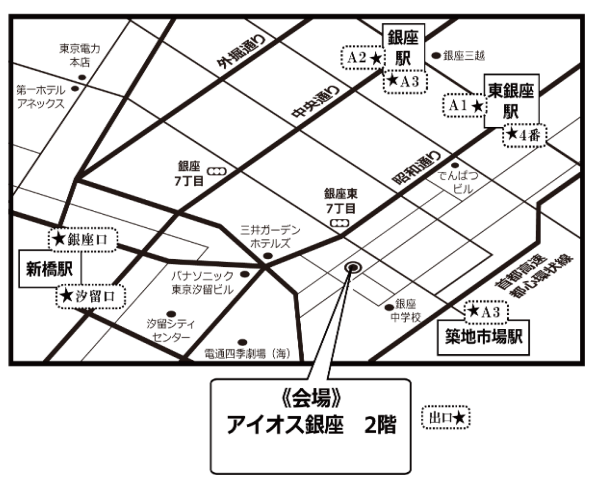 東京電力
本店
第一ホテル
アネックス
外堀通り
中央通り
昭和通り
銀座
駅
A2★
★A3
銀座三越
東銀座
駅
A1★
★4番
でんぱつ
ビル
銀座
7丁目
銀座東
7丁目
三井ガーデン
ホテルズ
★銀座口
新橋駅
★汐留口
パナソニック
東京汐留ビル
汐留シティ
センター
電通四季劇場（海）
銀座
中学校
首都高速
都心環状線
★A3
築地市場駅
《会場》
アイオス銀座　2階
出口★